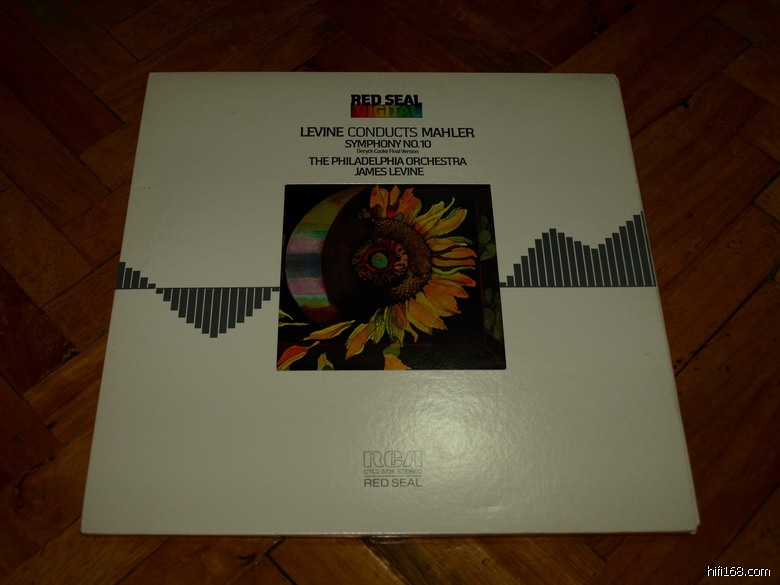 RED SEAL
DIGITAL
LEVINE CONDUCTS MAHLER
SYMPHONY NO.10
Deryck Cooke Final Version
THE PHILADELPHIA ORCHESTRA
JAMES LEVINE
RCA
STEREO
RED SEAL
hifi168.com